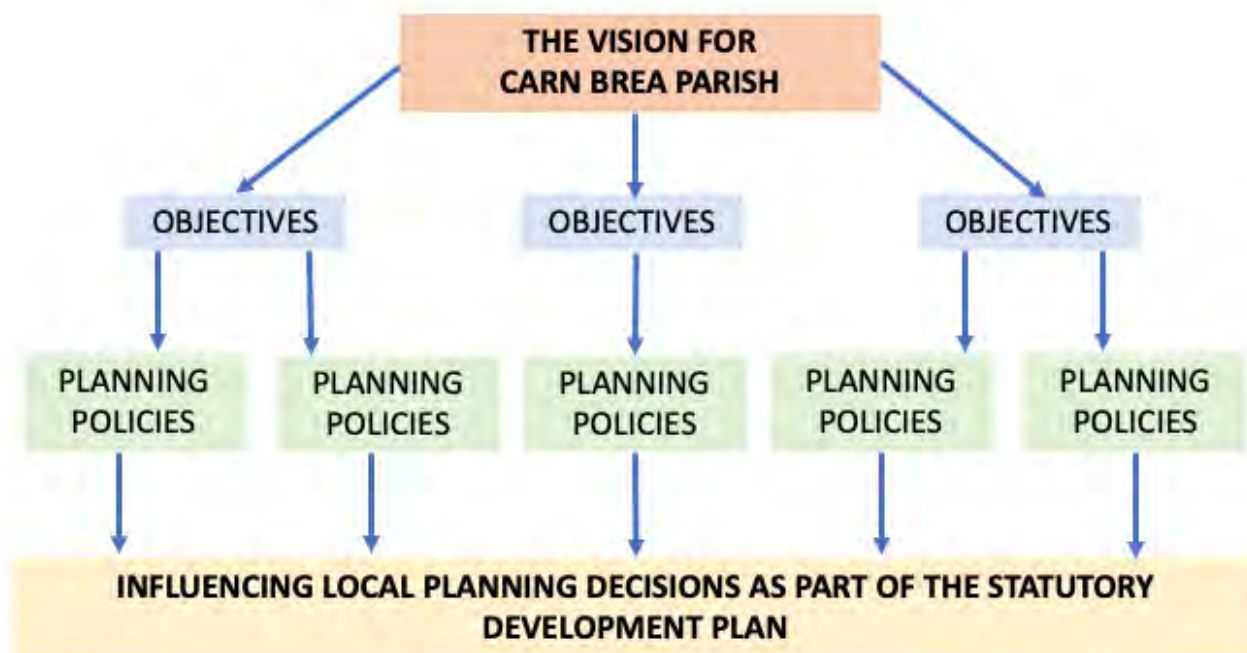 THE VISION FOR
CARN BREA PARISH
OBJECTIVES
OBJECTIVES
OBJECTIVES
PLANNING
POLICIES
PLANNING
POLICIES
PLANNING
POLICIES
PLANNING
POLICIES
PLANNING
POLICIES
INFLUENCING LOCAL PLANNING DECISIONS AS PART OF THE STATUTORY
DEVELOPMENT PLAN